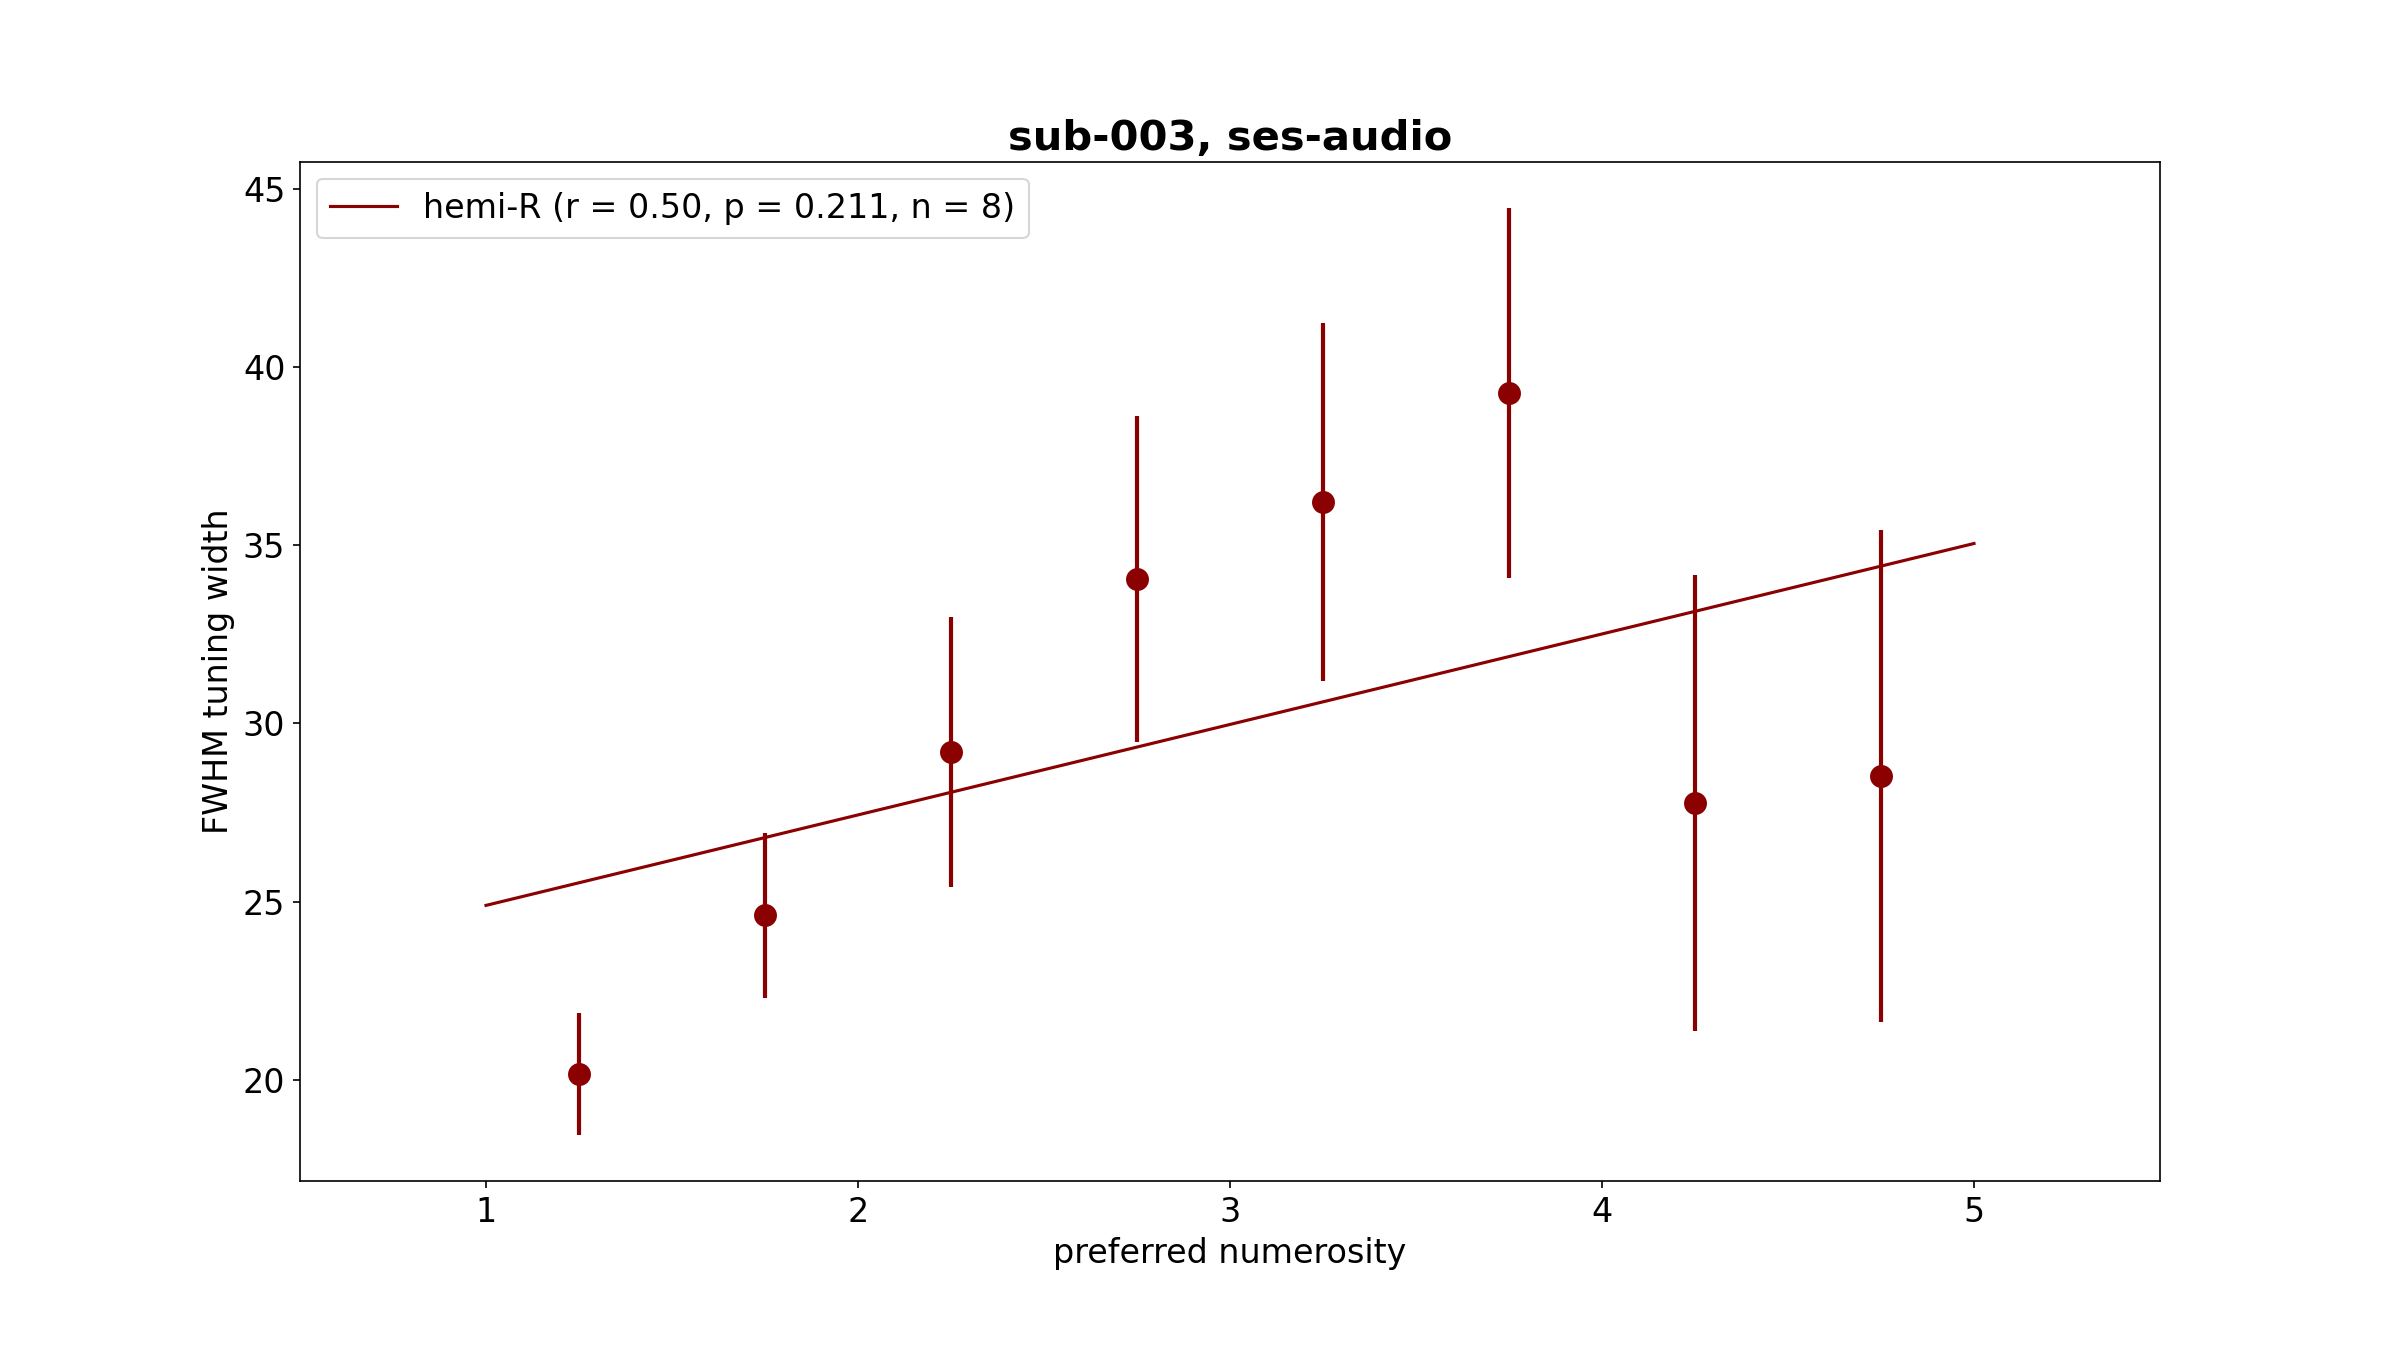 sub-003, ses-audio
hemi-R (r = 0.50, p = 0.211, n = 8)
45
40
35
30
25
20
FWHM tuning width
1 2 3 4 5
preferred numerosity